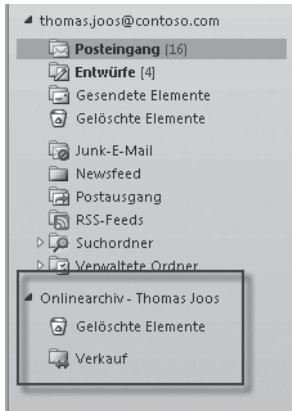 thomas.joos@contoso.com
Posteingang (16)
Entwürfe [4]
Gesendete Elemente
Gelöschte Elemente
Junk-E-Mail
Newsfeed
Postausgang
RSS-Feeds
Suchordner
Verwaltete Ordner
Onlinearchiv - Thomas Joos
Gelöschte Elemente
Verkauf